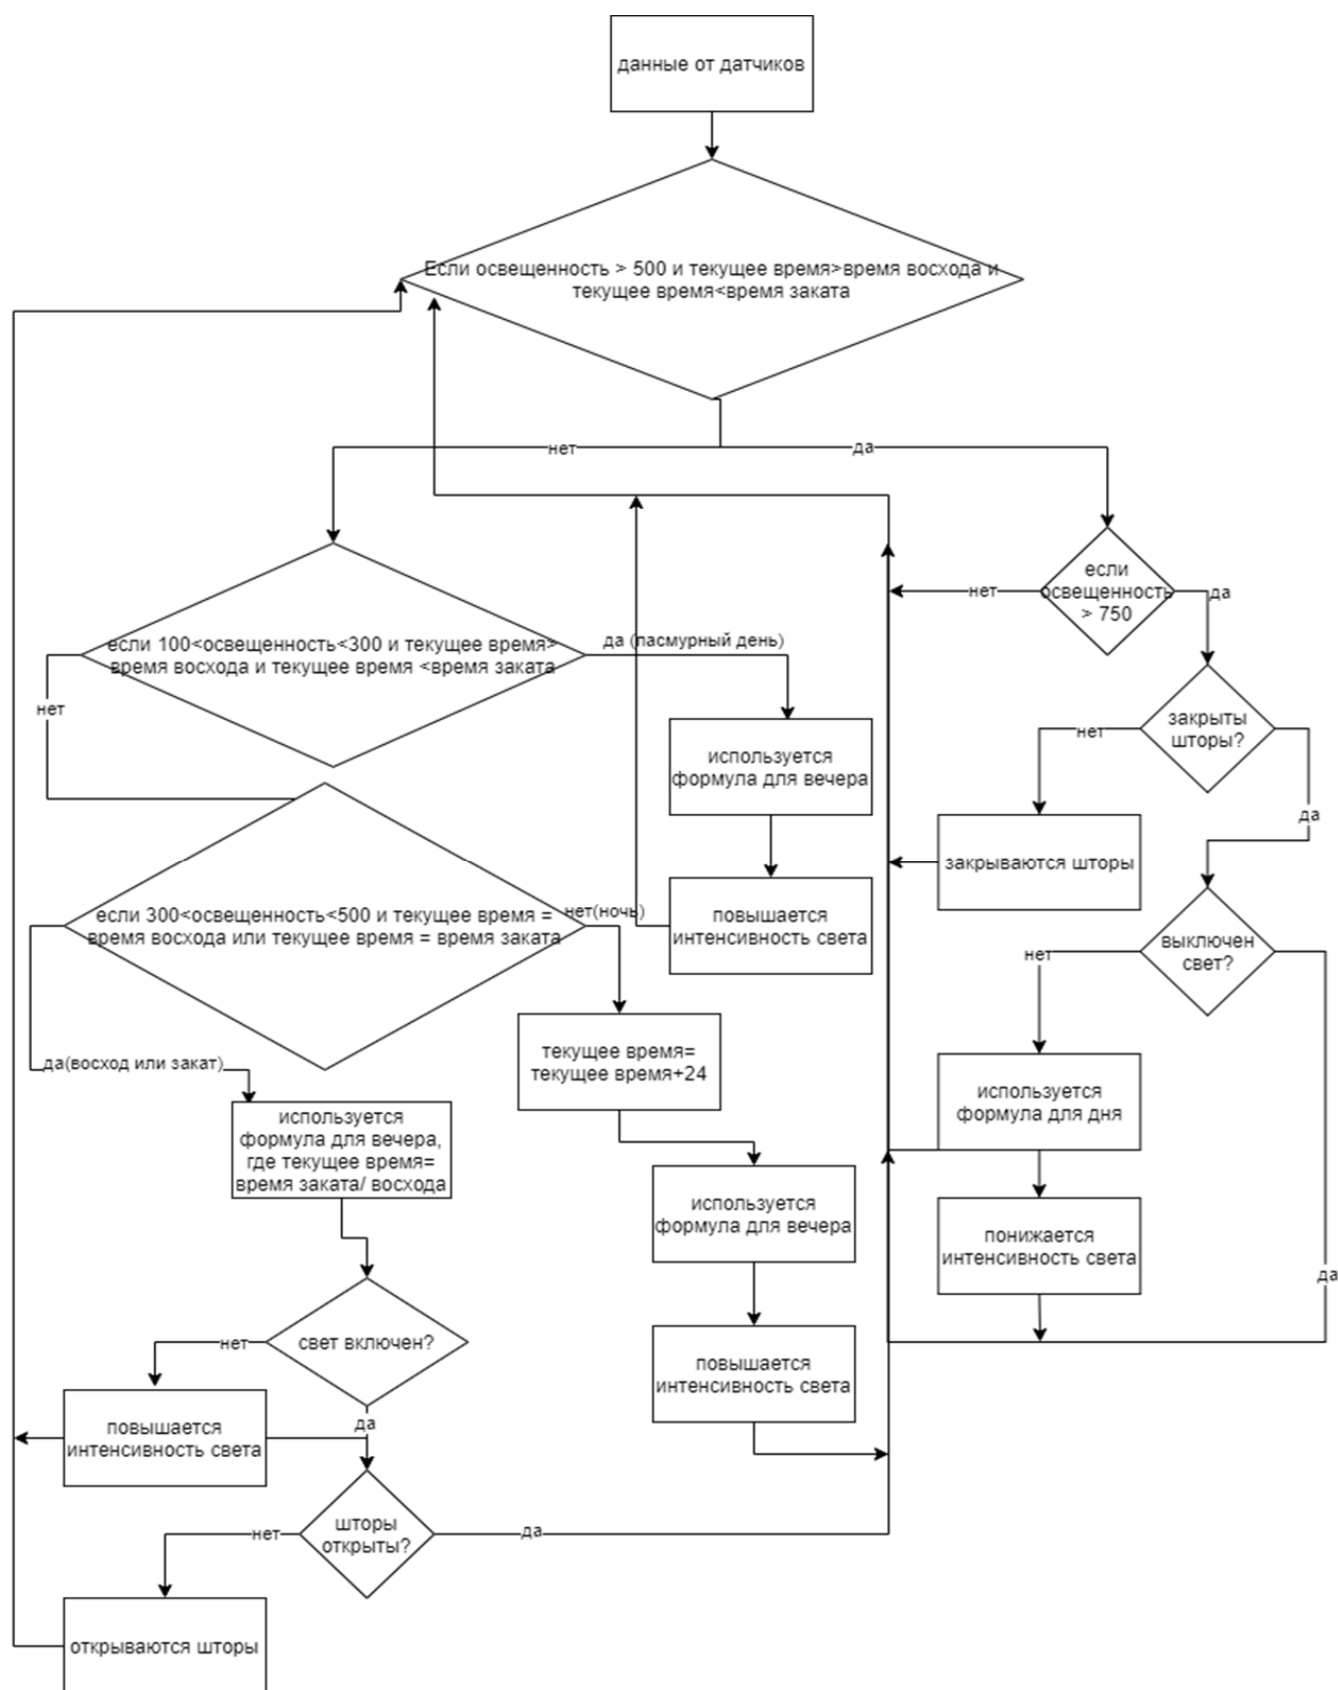 данные от датчиков
Если освещенность > 500 и текущее время>время восхода и
текущее время<время заката
нет
да
если
освещенность
> 750
нет
да
если 100<освещенность<300 и текущее время>
время восхода и текущее время <время заката
да (пасмурный день)
нет
закрыты
шторы?
нет
да
используется
формула для вечера
закрываются шторы
повышается
интенсивность света
если 300<освещенность<500 и текущее время =
время восхода или текущее время = время заката
нет(ночь)
да(восход или закат)
выключен
свет?
нет
да
текущее время=
текущее время+24
используется
формула для дня
используется
формула для вечера,
где текущее время=
время заката/ восхода
используется
формула для вечера
понижается
интенсивность света
свет включен?
нет
да
повышается
интенсивность света
повышается
интенсивность света
шторы
открыты?
нет
да
открываются шторы